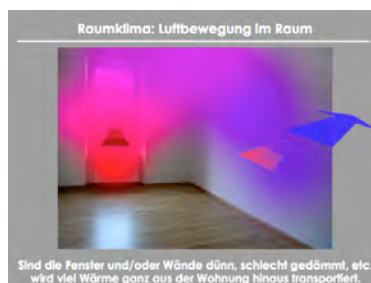 Raumklima: Luftbewegung im Raum
Sind die Fenster und/oder Wände dünn, schlecht gedämmt, etc.
wird viel Wärme ganz aus der Wohnung hinaus transportiert.